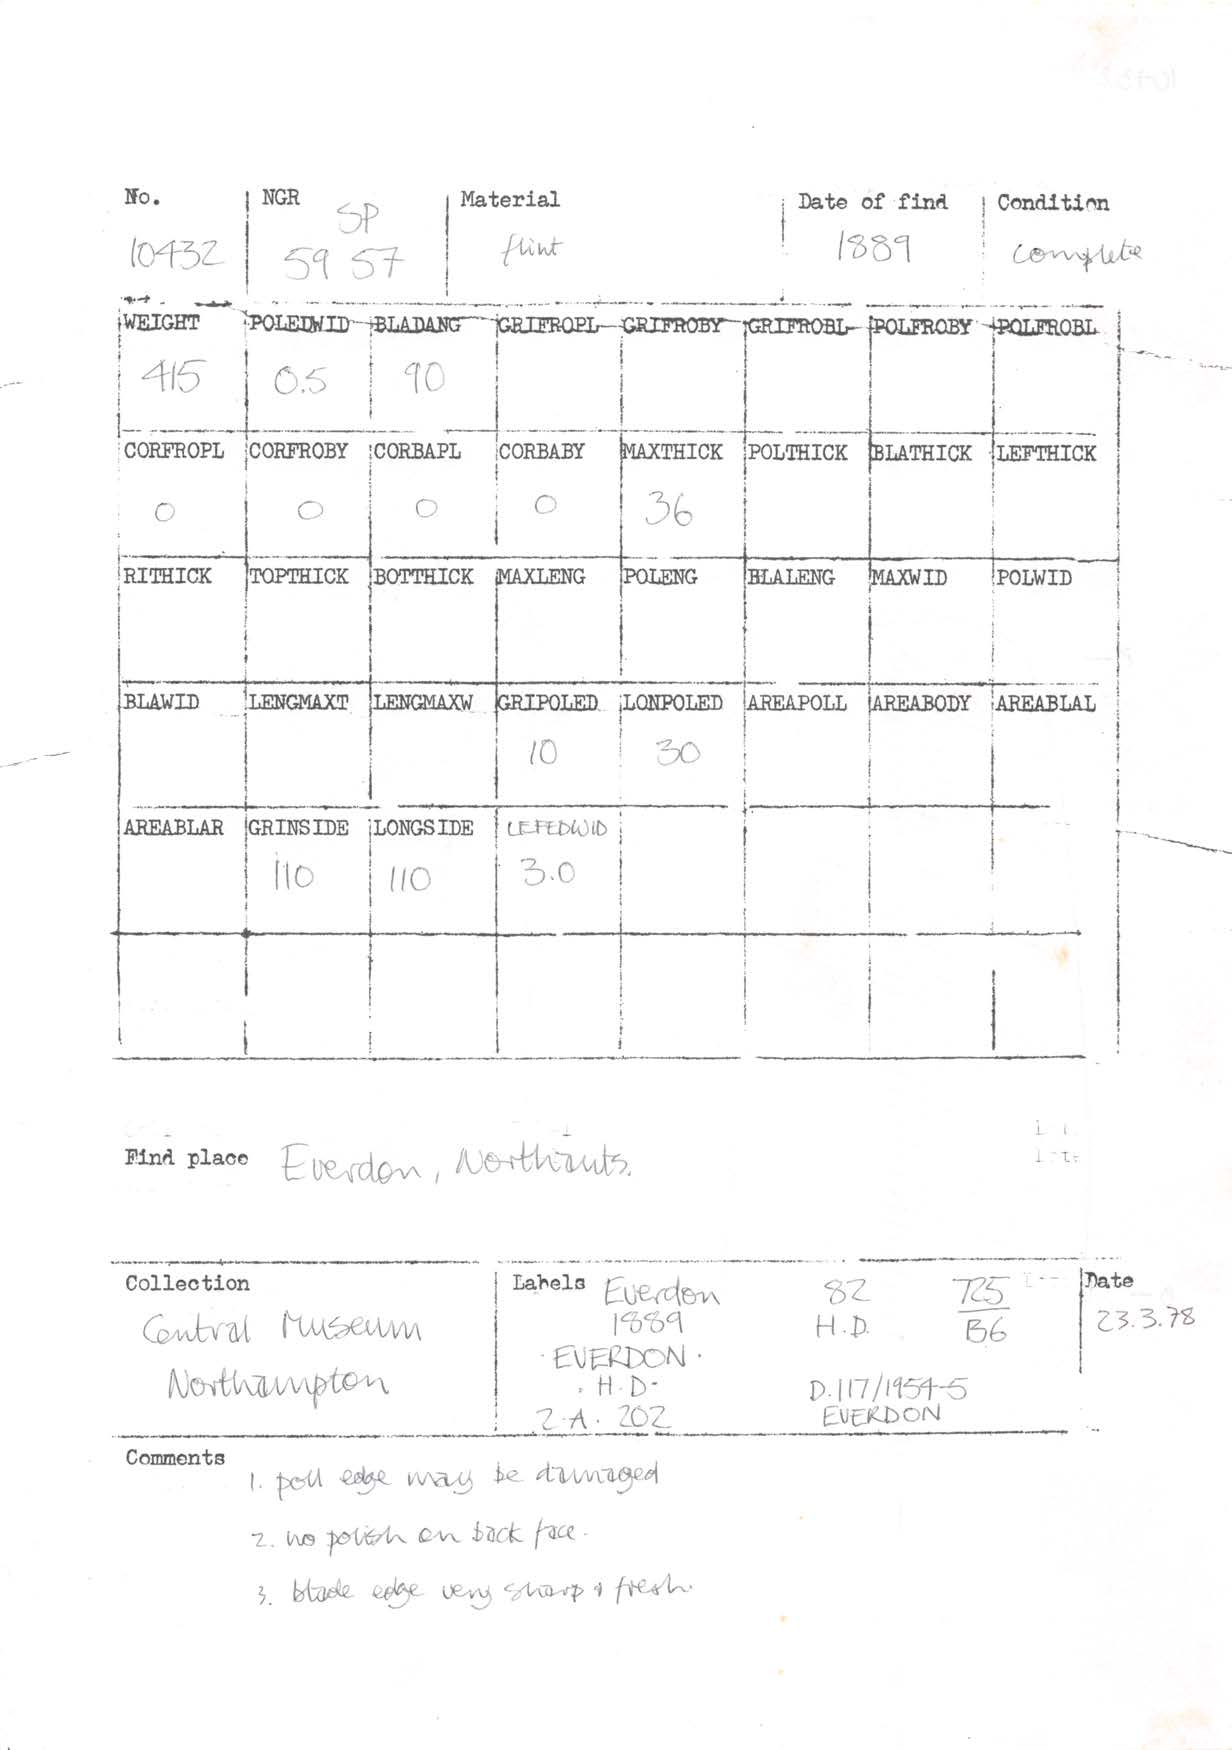 No. NGR Material Date of find Condition
SP
10432 59 57 flint 1889 complete
WEIGHT POLEDWID BLADANG GRIFROPL GRIFROBY GRIFROBL POLFROBY POLFROBL
415 0.5 90
CORFROPL CORFROBY CORBAPL CORBABY MAXTHICK POLTHICK BLATHICK LEFTHICK
0 0 0 0 36
RITHICK TOPTHICK BOTTHICK MAXLENG POLENG BLALENG MAXWID POLWID
BLAWID LENGMAXT LENGMAXW GRIPOLED LONPOLED AREAPOLL AREABODY AREABLAL
10 30
AREABLAR GRINSIDE LONGSIDE LEFEDWID
110 110 3.0
Find place Everdon, Northants.
Collection
Central Museum
Northampton
Labels Everdon 82 T25
1889 H.D. B6
· EVERDON ·
· H · D · D.117/1954-5
2·A· 202 EVERDON
Date
23.3.78
Comments
1. poll edge may be damaged
2. no polish on back face.
3. blade edge very sharp & fresh.